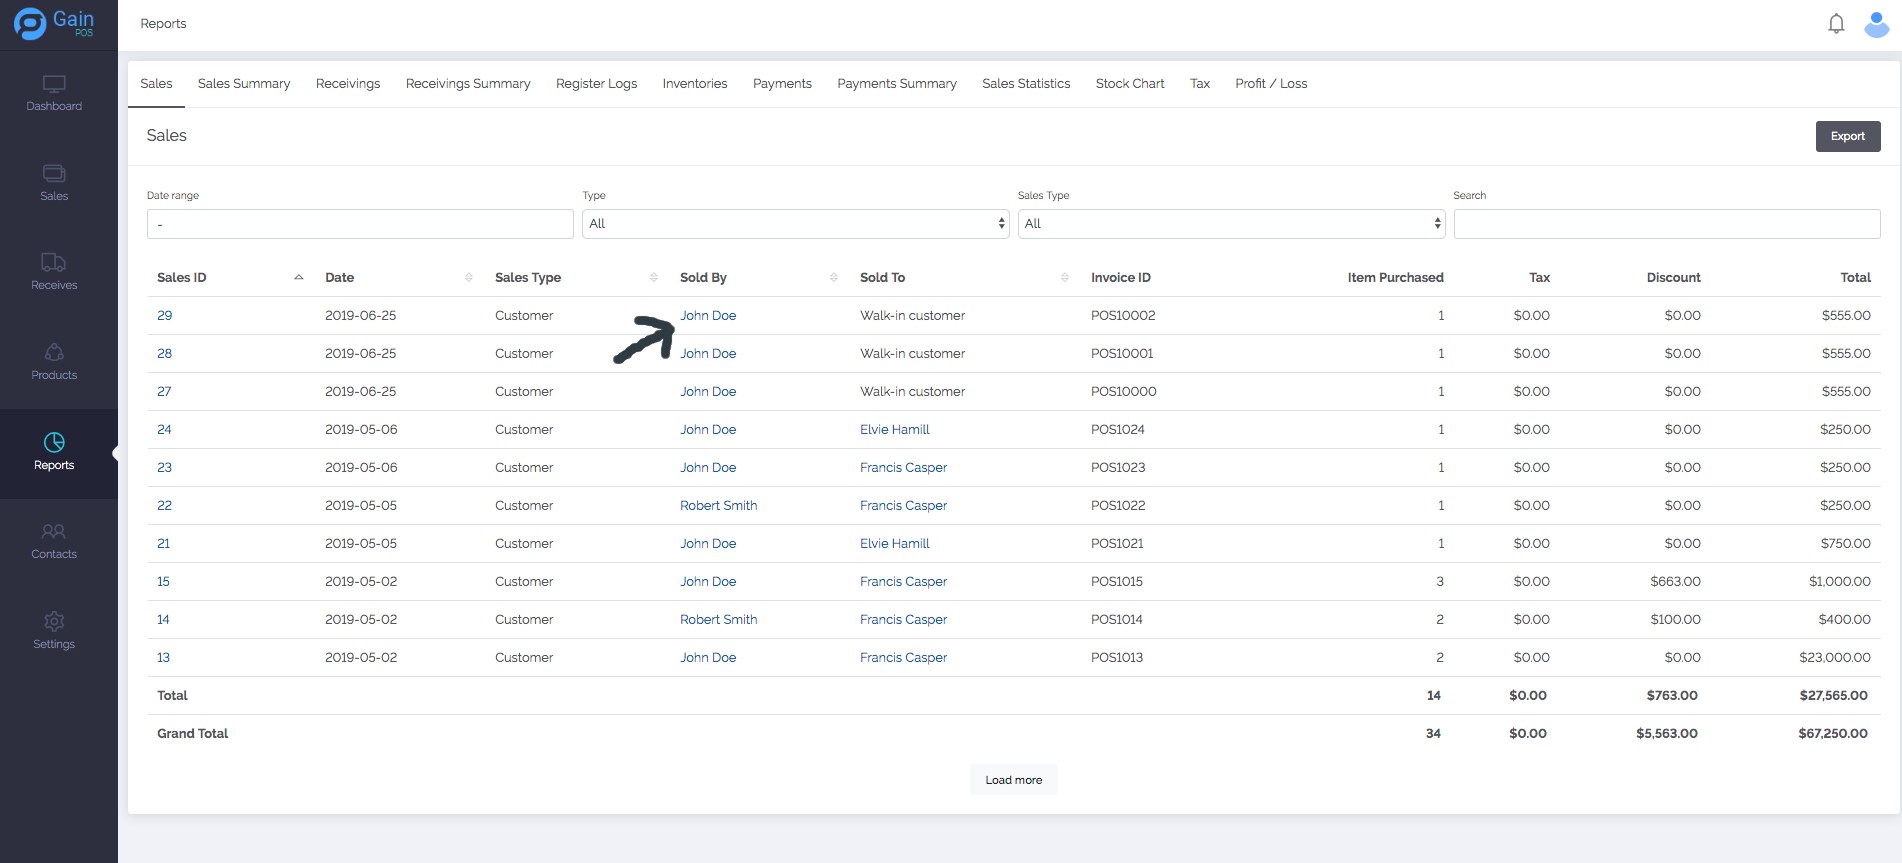 Gain
POS
Reports
Dashboard
Sales
Receives
Products
Reports
Contacts
Settings
Sales Sales Summary Receivings Receivings Summary Register Logs Inventories Payments Payments Summary Sales Statistics Stock Chart Tax Profit / Loss
Sales Export
Date range Type Sales Type Search
- All All
Sales ID Date Sales Type Sold By Sold To Invoice ID Item Purchased Tax Discount Total
29 2019-06-25 Customer John Doe Walk-in customer POS10002 1 $0.00 $0.00 $555.00
28 2019-06-25 Customer John Doe Walk-in customer POS10001 1 $0.00 $0.00 $555.00
27 2019-06-25 Customer John Doe Walk-in customer POS10000 1 $0.00 $0.00 $555.00
24 2019-05-06 Customer John Doe Elvie Hamill POS1024 1 $0.00 $0.00 $250.00
23 2019-05-06 Customer John Doe Francis Casper POS1023 1 $0.00 $0.00 $250.00
22 2019-05-05 Customer Robert Smith Francis Casper POS1022 1 $0.00 $0.00 $250.00
21 2019-05-05 Customer John Doe Elvie Hamill POS1021 1 $0.00 $0.00 $750.00
15 2019-05-02 Customer John Doe Francis Casper POS1015 3 $0.00 $663.00 $1,000.00
14 2019-05-02 Customer Robert Smith Francis Casper POS1014 2 $0.00 $100.00 $400.00
13 2019-05-02 Customer John Doe Francis Casper POS1013 2 $0.00 $0.00 $23,000.00
Total 14 $0.00 $763.00 $27,565.00
Grand Total 34 $0.00 $5,563.00 $67,250.00
Load more